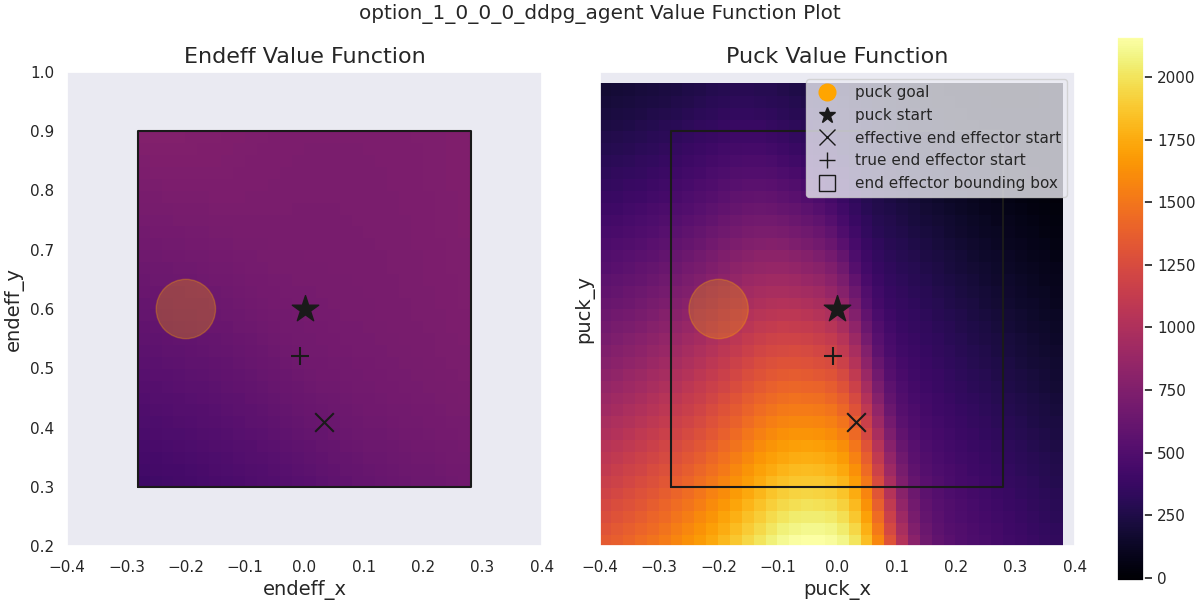 option_1_0_0_0_ddpg_agent Value Function Plot
Endeff Value Function
1.0
0.9
0.8
0.7
0.6
0.5
0.4
0.3
0.2
endeff_y
−0.4 −0.3 −0.2 −0.1 0.0 0.1 0.2 0.3 0.4
endeff_x
Puck Value Function
puck goal
puck start
effective end effector start
true end effector start
end effector bounding box
puck_y
−0.4 −0.3 −0.2 −0.1 0.0 0.1 0.2 0.3 0.4
puck_x
2000
1750
1500
1250
1000
750
500
250
0